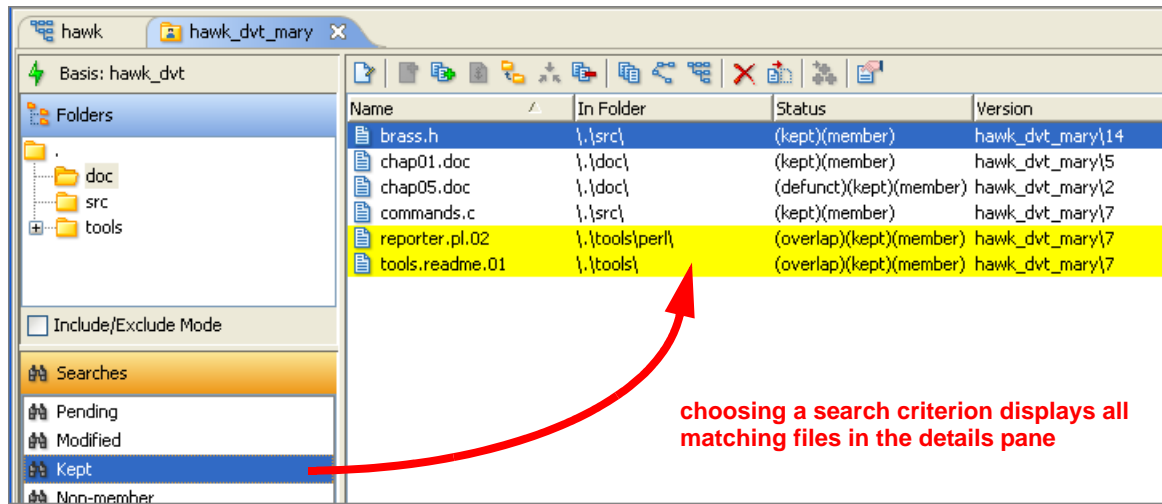 hawk hawk_dvt_mary
Basis: hawk_dvt
Folders
.
doc
src
tools
Include/Exclude Mode
Searches
Pending
Modified
Kept
Non-member
Name In Folder Status Version
brass.h \.\src\ (kept)(member) hawk_dvt_mary\14
chap01.doc \.\doc\ (kept)(member) hawk_dvt_mary\5
chap05.doc \.\doc\ (defunct)(kept)(member) hawk_dvt_mary\2
commands.c \.\src\ (kept)(member) hawk_dvt_mary\7
reporter.pl.02 \.\tools\perl\ (overlap)(kept)(member) hawk_dvt_mary\7
tools.readme.01 \.\tools\ (overlap)(kept)(member) hawk_dvt_mary\7
choosing a search criterion displays all
matching files in the details pane